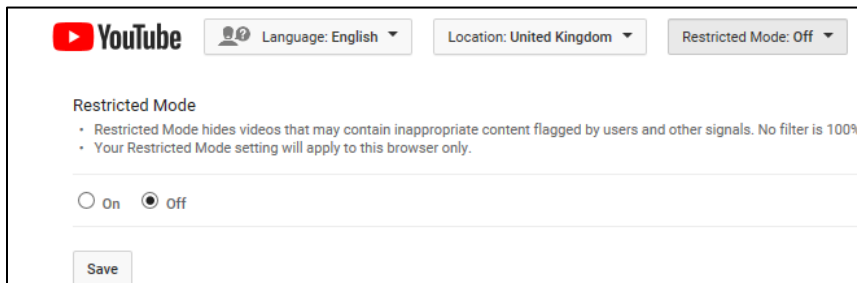 YouTube Language: English Location: United Kingdom Restricted Mode: Off
Restricted Mode
• Restricted Mode hides videos that may contain inappropriate content flagged by users and other signals. No filter is 100%
• Your Restricted Mode setting will apply to this browser only.
On Off
Save